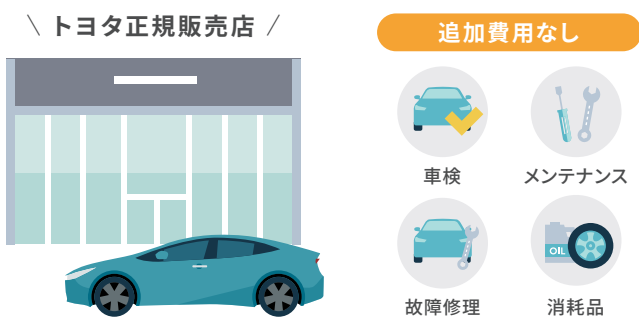 トヨタ正規販売店
追加費用なし
車検
メンテナンス
故障修理
OIL
消耗品